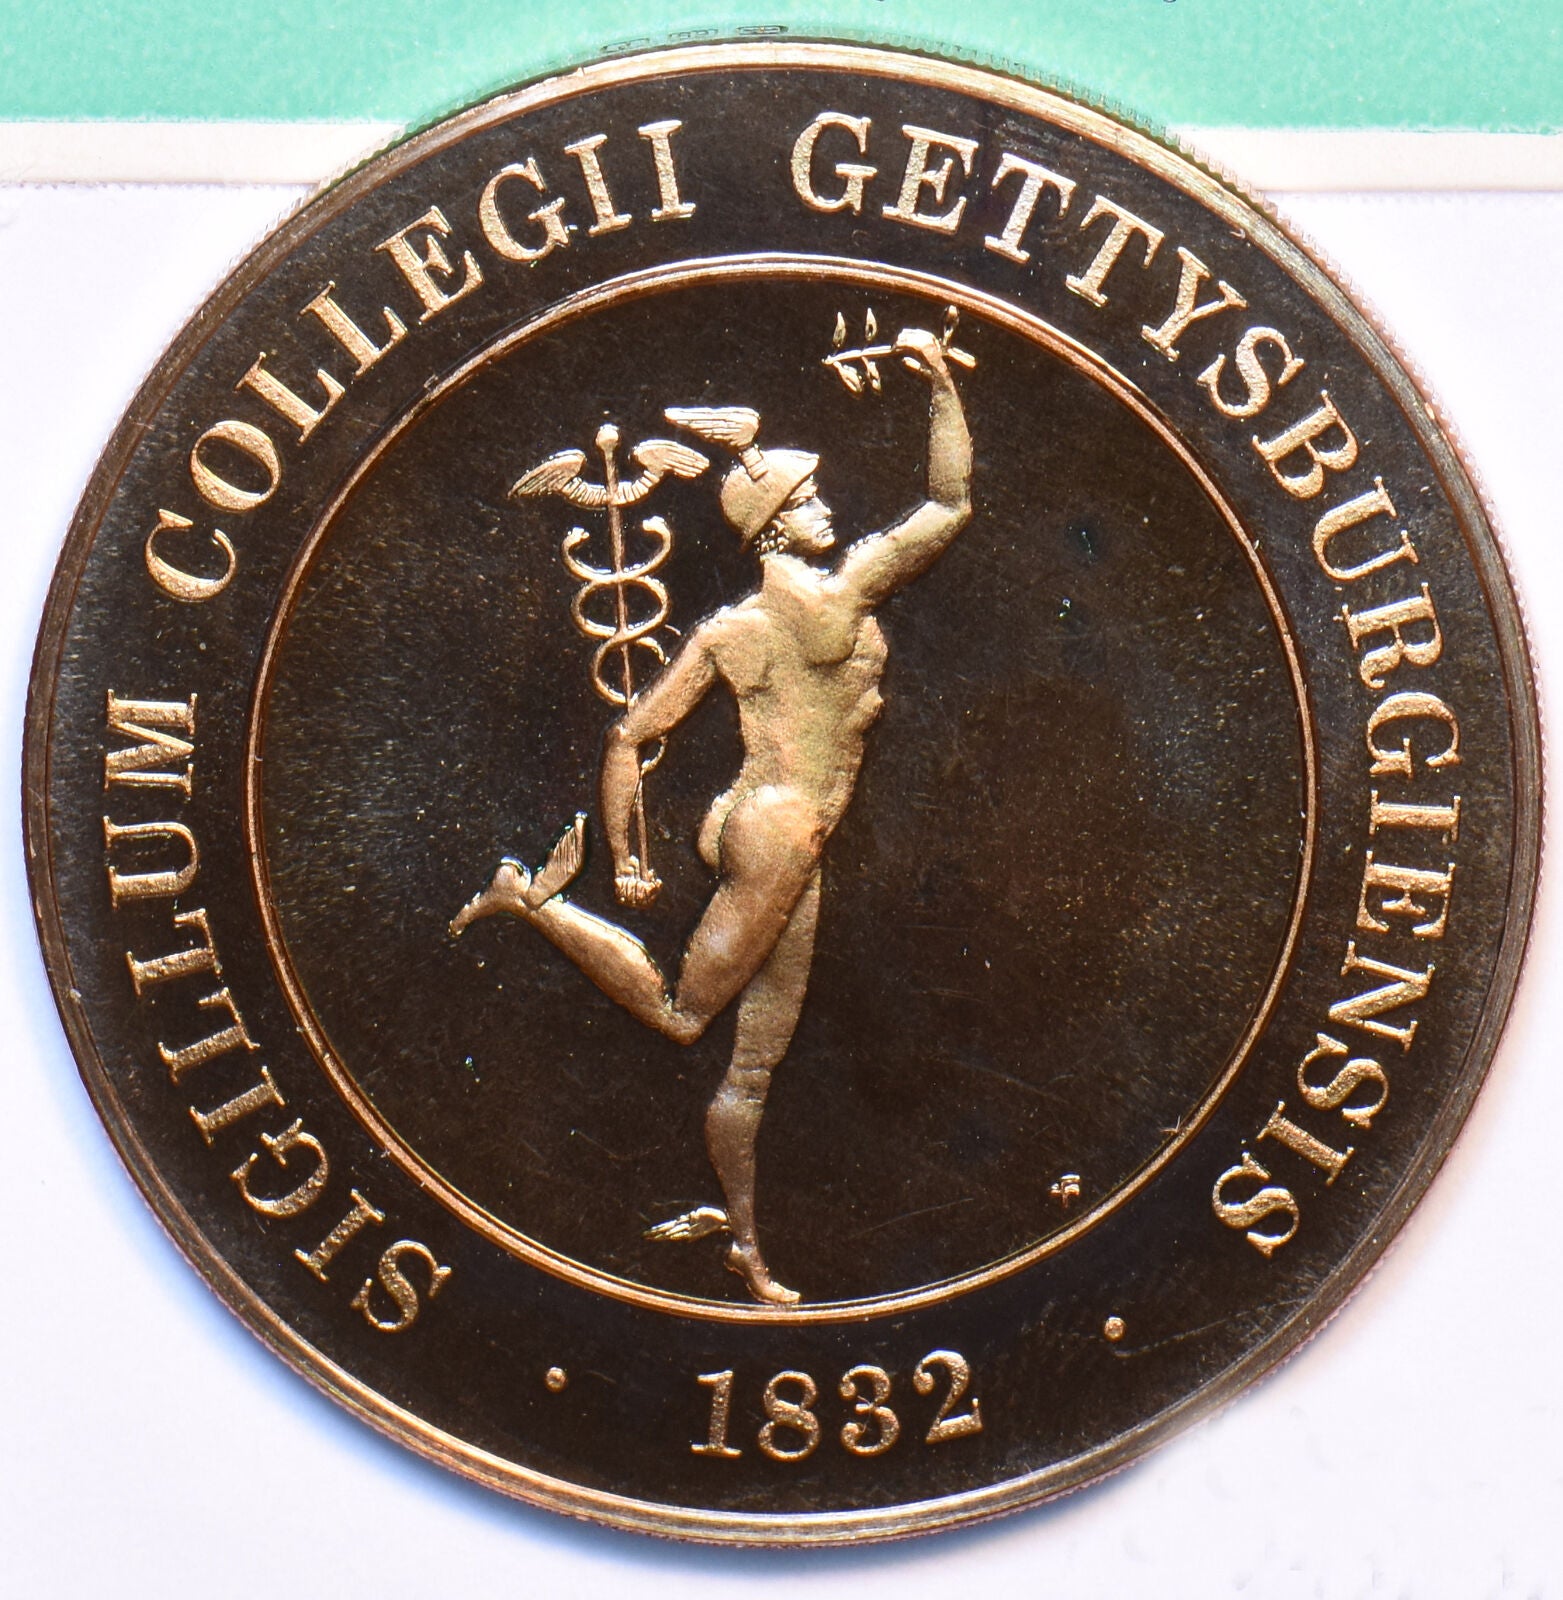 SIGILLUM COLLEGII GETTYSBURGIENSIS
· 1832 ·